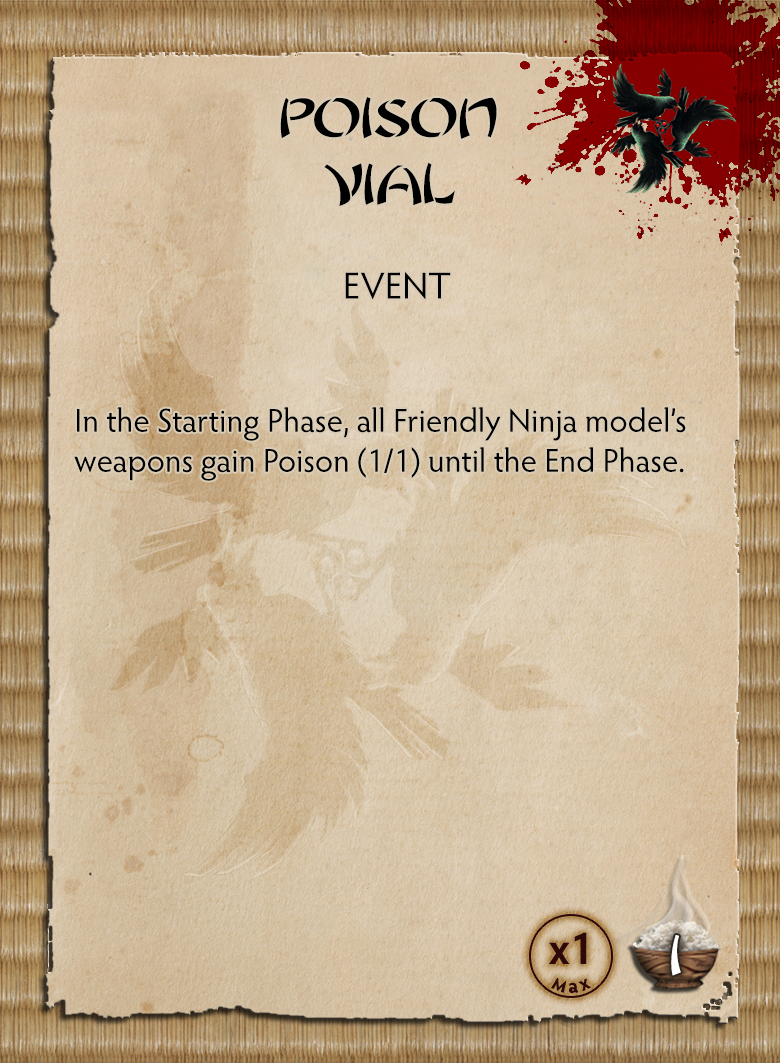 POISON
VIAL
EVENT
In the Starting Phase, all Friendly Ninja model's
weapons gain Poison (1/1) until the End Phase.
x1
Max
1